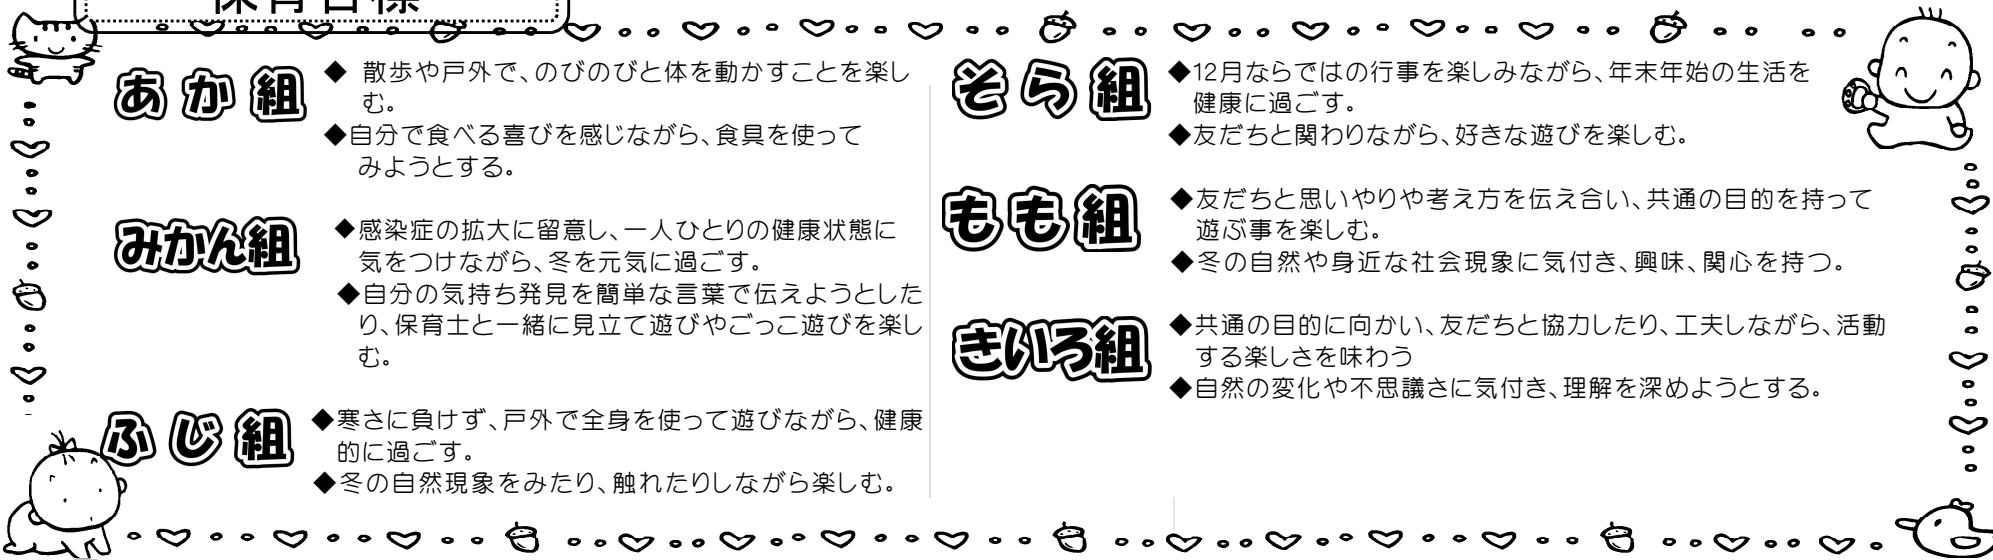 保育目標
あか組
◆ 散歩や戸外で、のびのびと体を動かすことを楽し
む。
◆自分で食べる喜びを感じながら、食具を使って
みようとする。
みかん組
◆感染症の拡大に留意し、一人ひとりの健康状態に
気をつけながら、冬を元気に過ごす。
◆自分の気持ち発見を簡単な言葉で伝えようとした
り、保育士と一緒に見立て遊びやごっこ遊びを楽し
む。
ふじ組
◆寒さに負けず、戸外で全身を使って遊びながら、健康
的に過ごす。
◆冬の自然現象をみたり、触れたりしながら楽しむ。
そら組
◆12月ならではの行事を楽しみながら、年末年始の生活を
健康に過ごす。
◆友だちと関わりながら、好きな遊びを楽しむ。
もも組
◆友だちと思いやりや考え方を伝え合い、共通の目的を持って
遊ぶ事を楽しむ。
◆冬の自然や身近な社会現象に気付き、興味、関心を持つ。
きいろ組
◆共通の目的に向かい、友だちと協力したり、工夫しながら、活動
する楽しさを味わう
◆自然の変化や不思議さに気付き、理解を深めようとする。